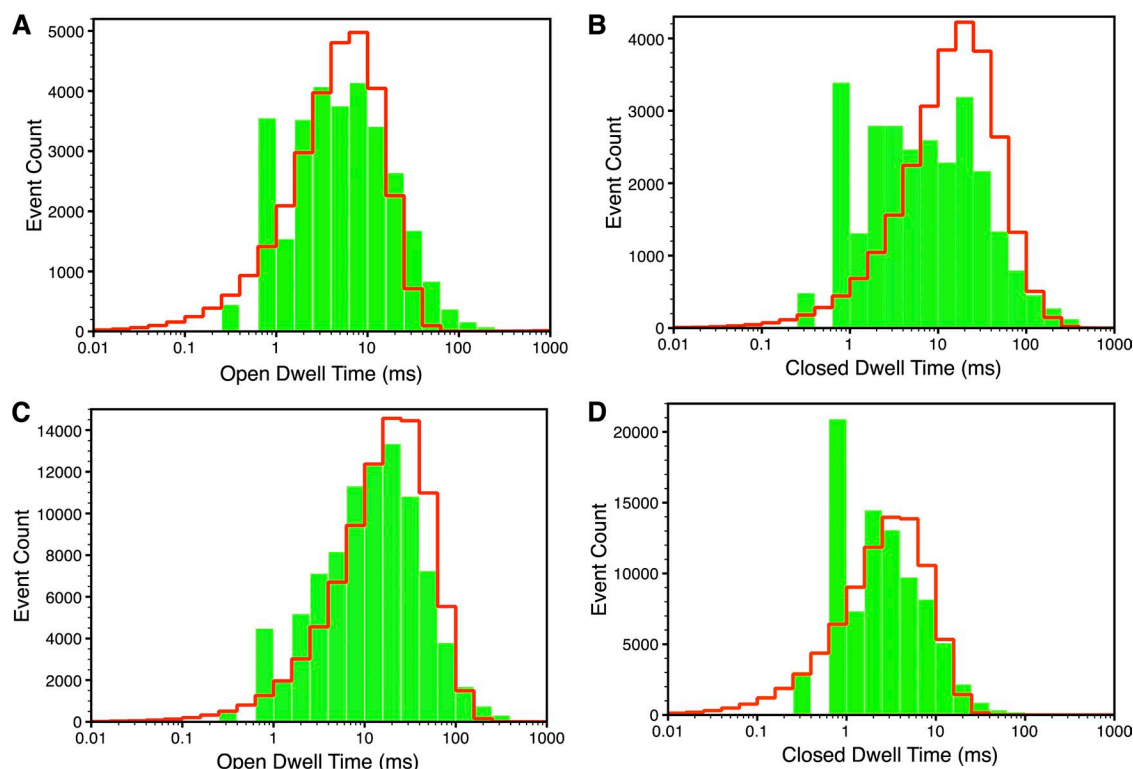 A
5000
4000
3000
2000
1000
0
Event Count
0.01 0.1 1 10 100 1000
Open Dwell Time (ms)
B
4000
3000
2000
1000
0
Event Count
0.01 0.1 1 10 100 1000
Closed Dwell Time (ms)
C
14000
12000
10000
8000
6000
4000
2000
0
Event Count
0.01 0.1 1 10 100 1000
Open Dwell Time (ms)
D
20000
15000
10000
5000
0
Event Count
0.01 0.1 1 10 100 1000
Closed Dwell Time (ms)